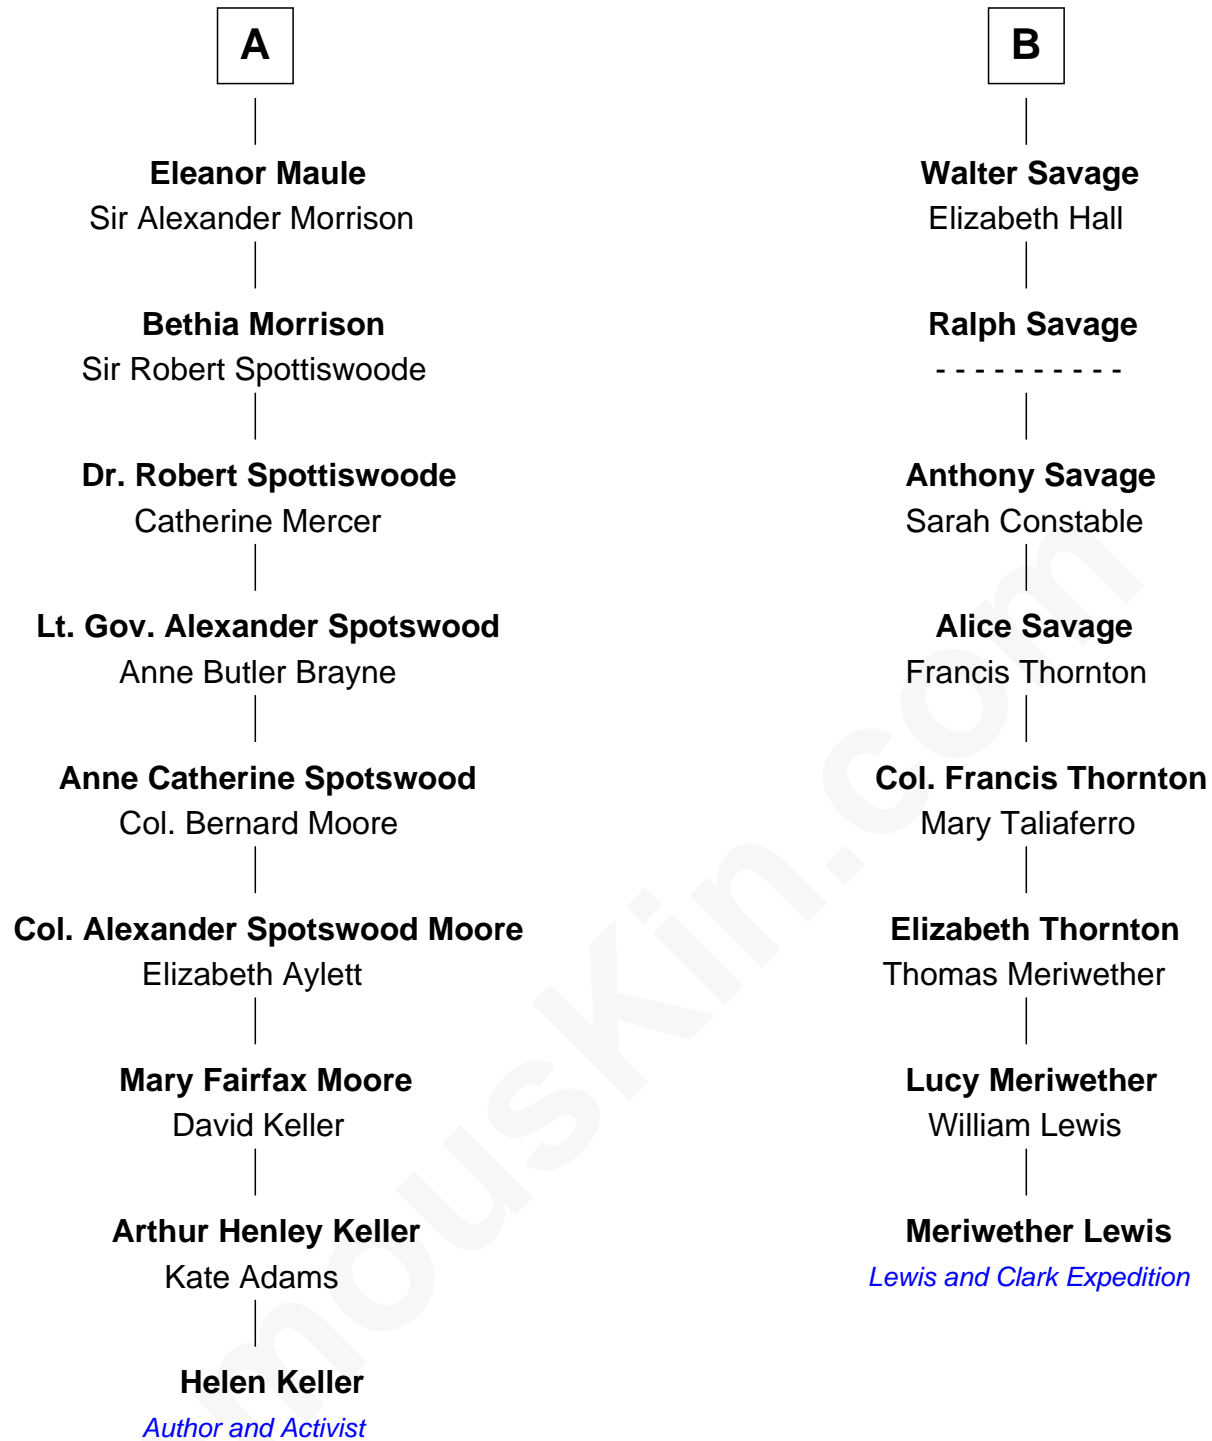 A
Eleanor Maule
Sir Alexander Morrison
Bethia Morrison
Sir Robert Spottiswoode
Dr. Robert Spottiswoode
Catherine Mercer
Lt. Gov. Alexander Spotswood
Anne Butler Brayne
Anne Catherine Spotswood
Col. Bernard Moore
Col. Alexander Spotswood Moore
Elizabeth Aylett
Mary Fairfax Moore
David Keller
Arthur Henley Keller
Kate Adams
Helen Keller
Author and Activist
B
Walter Savage
Elizabeth Hall
Ralph Savage
- - - - - - - - - -
Anthony Savage
Sarah Constable
Alice Savage
Francis Thornton
Col. Francis Thornton
Mary Taliaferro
Elizabeth Thornton
Thomas Meriwether
Lucy Meriwether
William Lewis
Meriwether Lewis
Lewis and Clark Expedition
mousKin.com